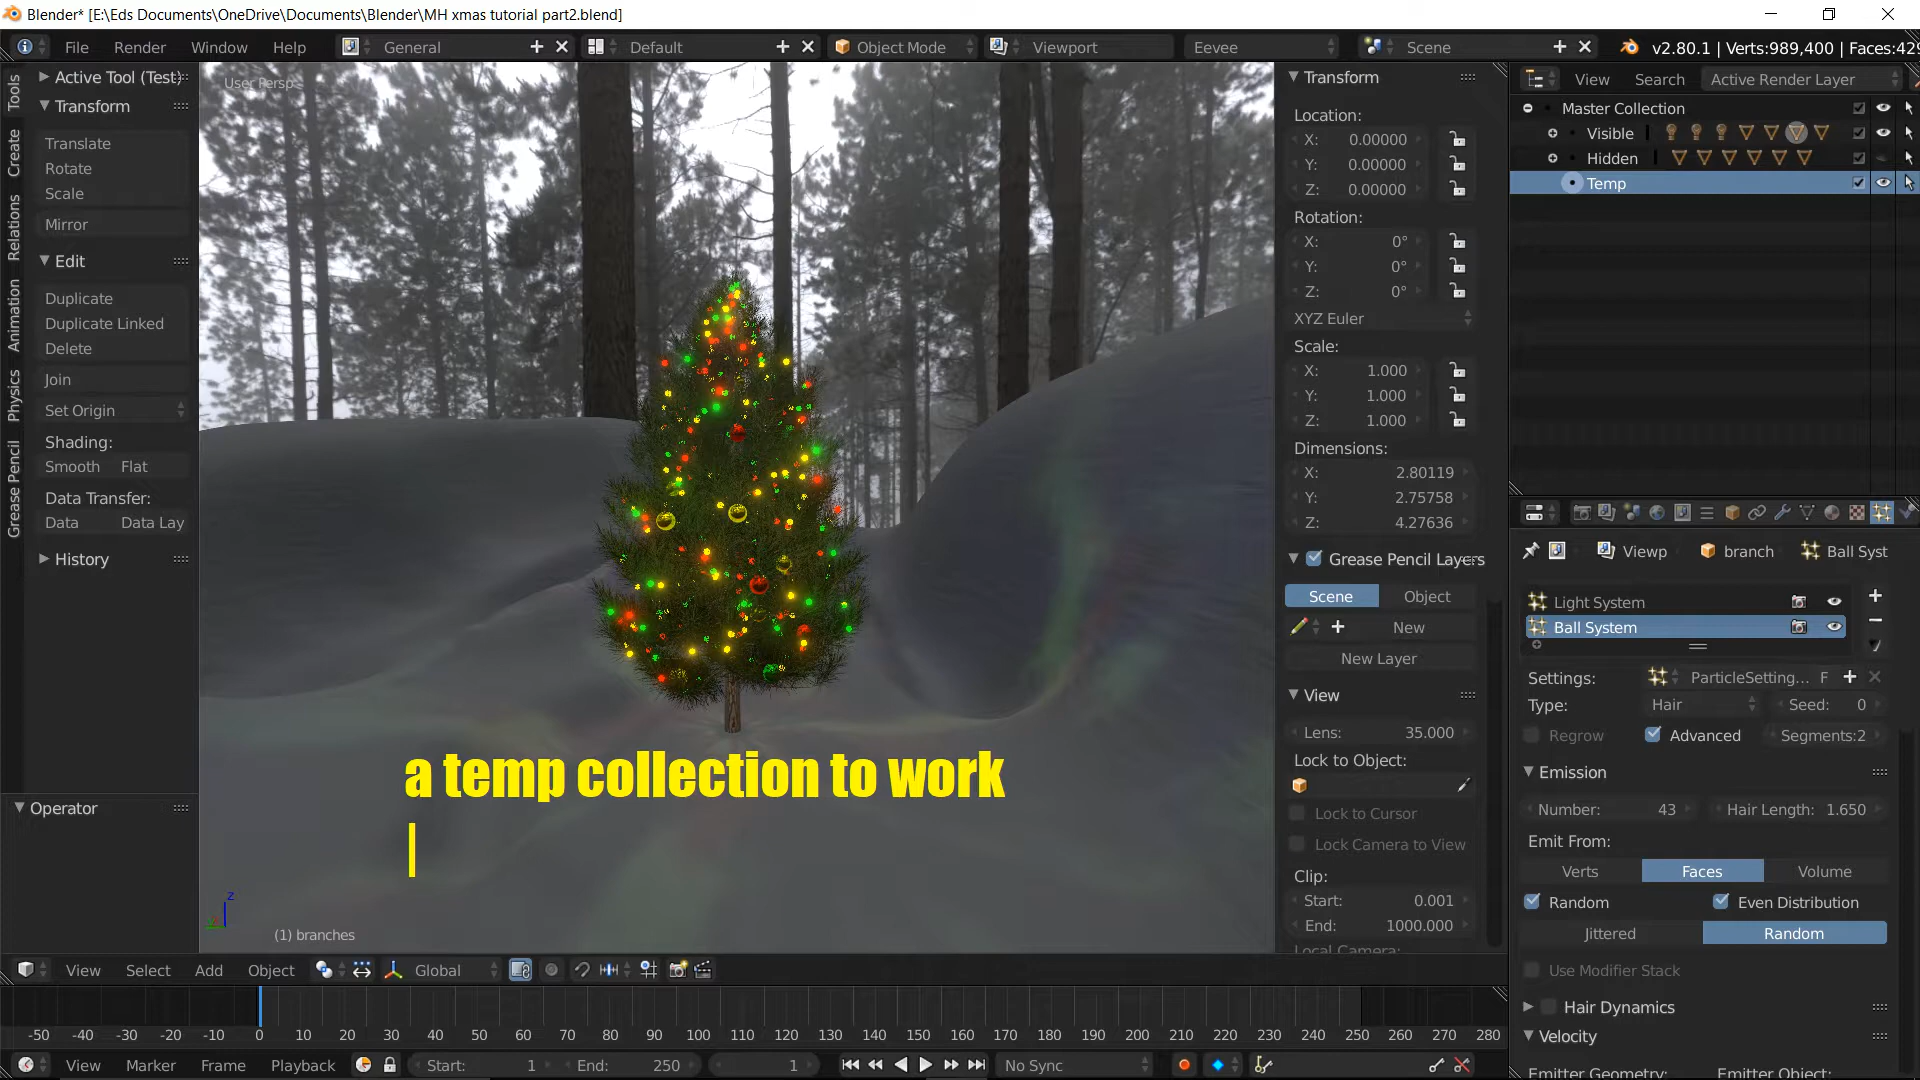 Blender* [E:\Eds Documents\OneDrive\Documents\Blender\MH xmas tutorial part2.blend]
File Render Window Help General Default Object Mode Viewport Eevee Scene v2.80.1 | Verts:989,400 | Faces:429
Tools
Create
Relations
Animation
Physics
Grease Pencil
Active Tool (Test)
Transform
Translate
Rotate
Scale
Mirror
Edit
Duplicate
Duplicate Linked
Delete
Join
Set Origin
Shading:
Smooth Flat
Data Transfer:
Data Data Lay
History
Operator
User Persp
a temp collection to work
z
(1) branches
Transform
Location:
X: 0.00000
Y: 0.00000
Z: 0.00000
Rotation:
X: 0°
Y: 0°
Z: 0°
XYZ Euler
Scale:
X: 1.000
Y: 1.000
Z: 1.000
Dimensions:
X: 2.80119
Y: 2.75758
Z: 4.27636
Grease Pencil Layers
Scene Object
New
New Layer
View
Lens: 35.000
Lock to Object:
Lock to Cursor
Lock Camera to View
Clip:
Start: 0.001
End: 1000.000
Local Camera:
View Search Active Render Layer
Master Collection
Visible
Hidden
Temp
Viewp branch Ball Syst
Light System
Ball System
Settings: ParticleSetting... F
Type: Hair Seed: 0
Regrow Advanced Segments:2
Emission
Number: 43 Hair Length: 1.650
Emit From:
Verts Faces Volume
Random Even Distribution
Jittered Random
Use Modifier Stack
Hair Dynamics
Velocity
Emitter Geometry: Emitter Object:
View Select Add Object Global
-50 -40 -30 -20 -10 0 10 20 30 40 50 60 70 80 90 100 110 120 130 140 150 160 170 180 190 200 210 220 230 240 250 260 270 280
View Marker Frame Playback Start: 1 End: 250 1 No Sync